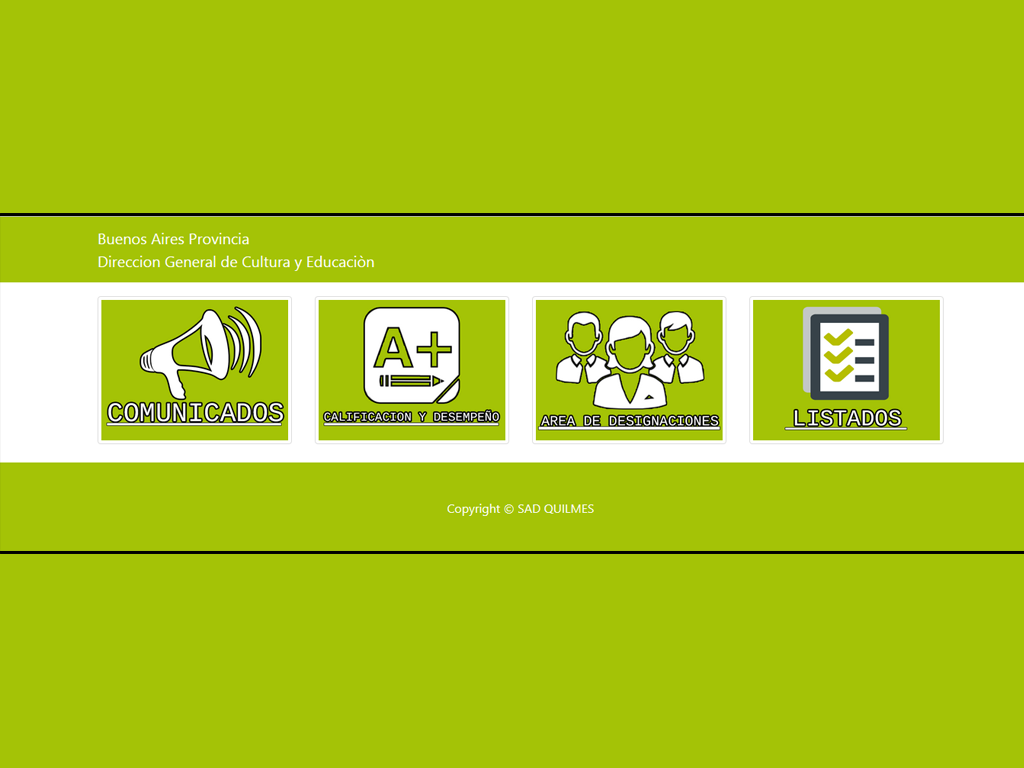 Buenos Aires Provincia
Direccion General de Cultura y Educaciòn
A+
COMUNICADOS
CALIFICACION Y DESEMPEÑO
AREA DE DESIGNACIONES
LISTADOS
Copyright © SAD QUILMES